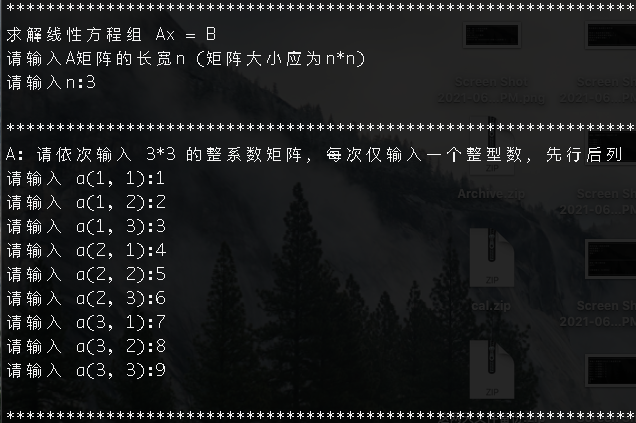 ********************************************************
求解线性方程组 Ax = B
请输入A矩阵的长宽n (矩阵大小应为n*n)
请输入n:3
********************************************************
A: 请依次输入 3*3 的整系数矩阵, 每次仅输入一个整型数, 先行后列
请输入 a(1, 1):1
请输入 a(1, 2):2
请输入 a(1, 3):3
请输入 a(2, 1):4
请输入 a(2, 2):5
请输入 a(2, 3):6
请输入 a(3, 1):7
请输入 a(3, 2):8
请输入 a(3, 3):9
********************************************************
Screen Shot
2021-06...PM.png
Screen Sh
2021-06...PM
Archive.zip
Screen Sh
2021-06...PM
cal.zip
Screen Sh
2021-06...PM